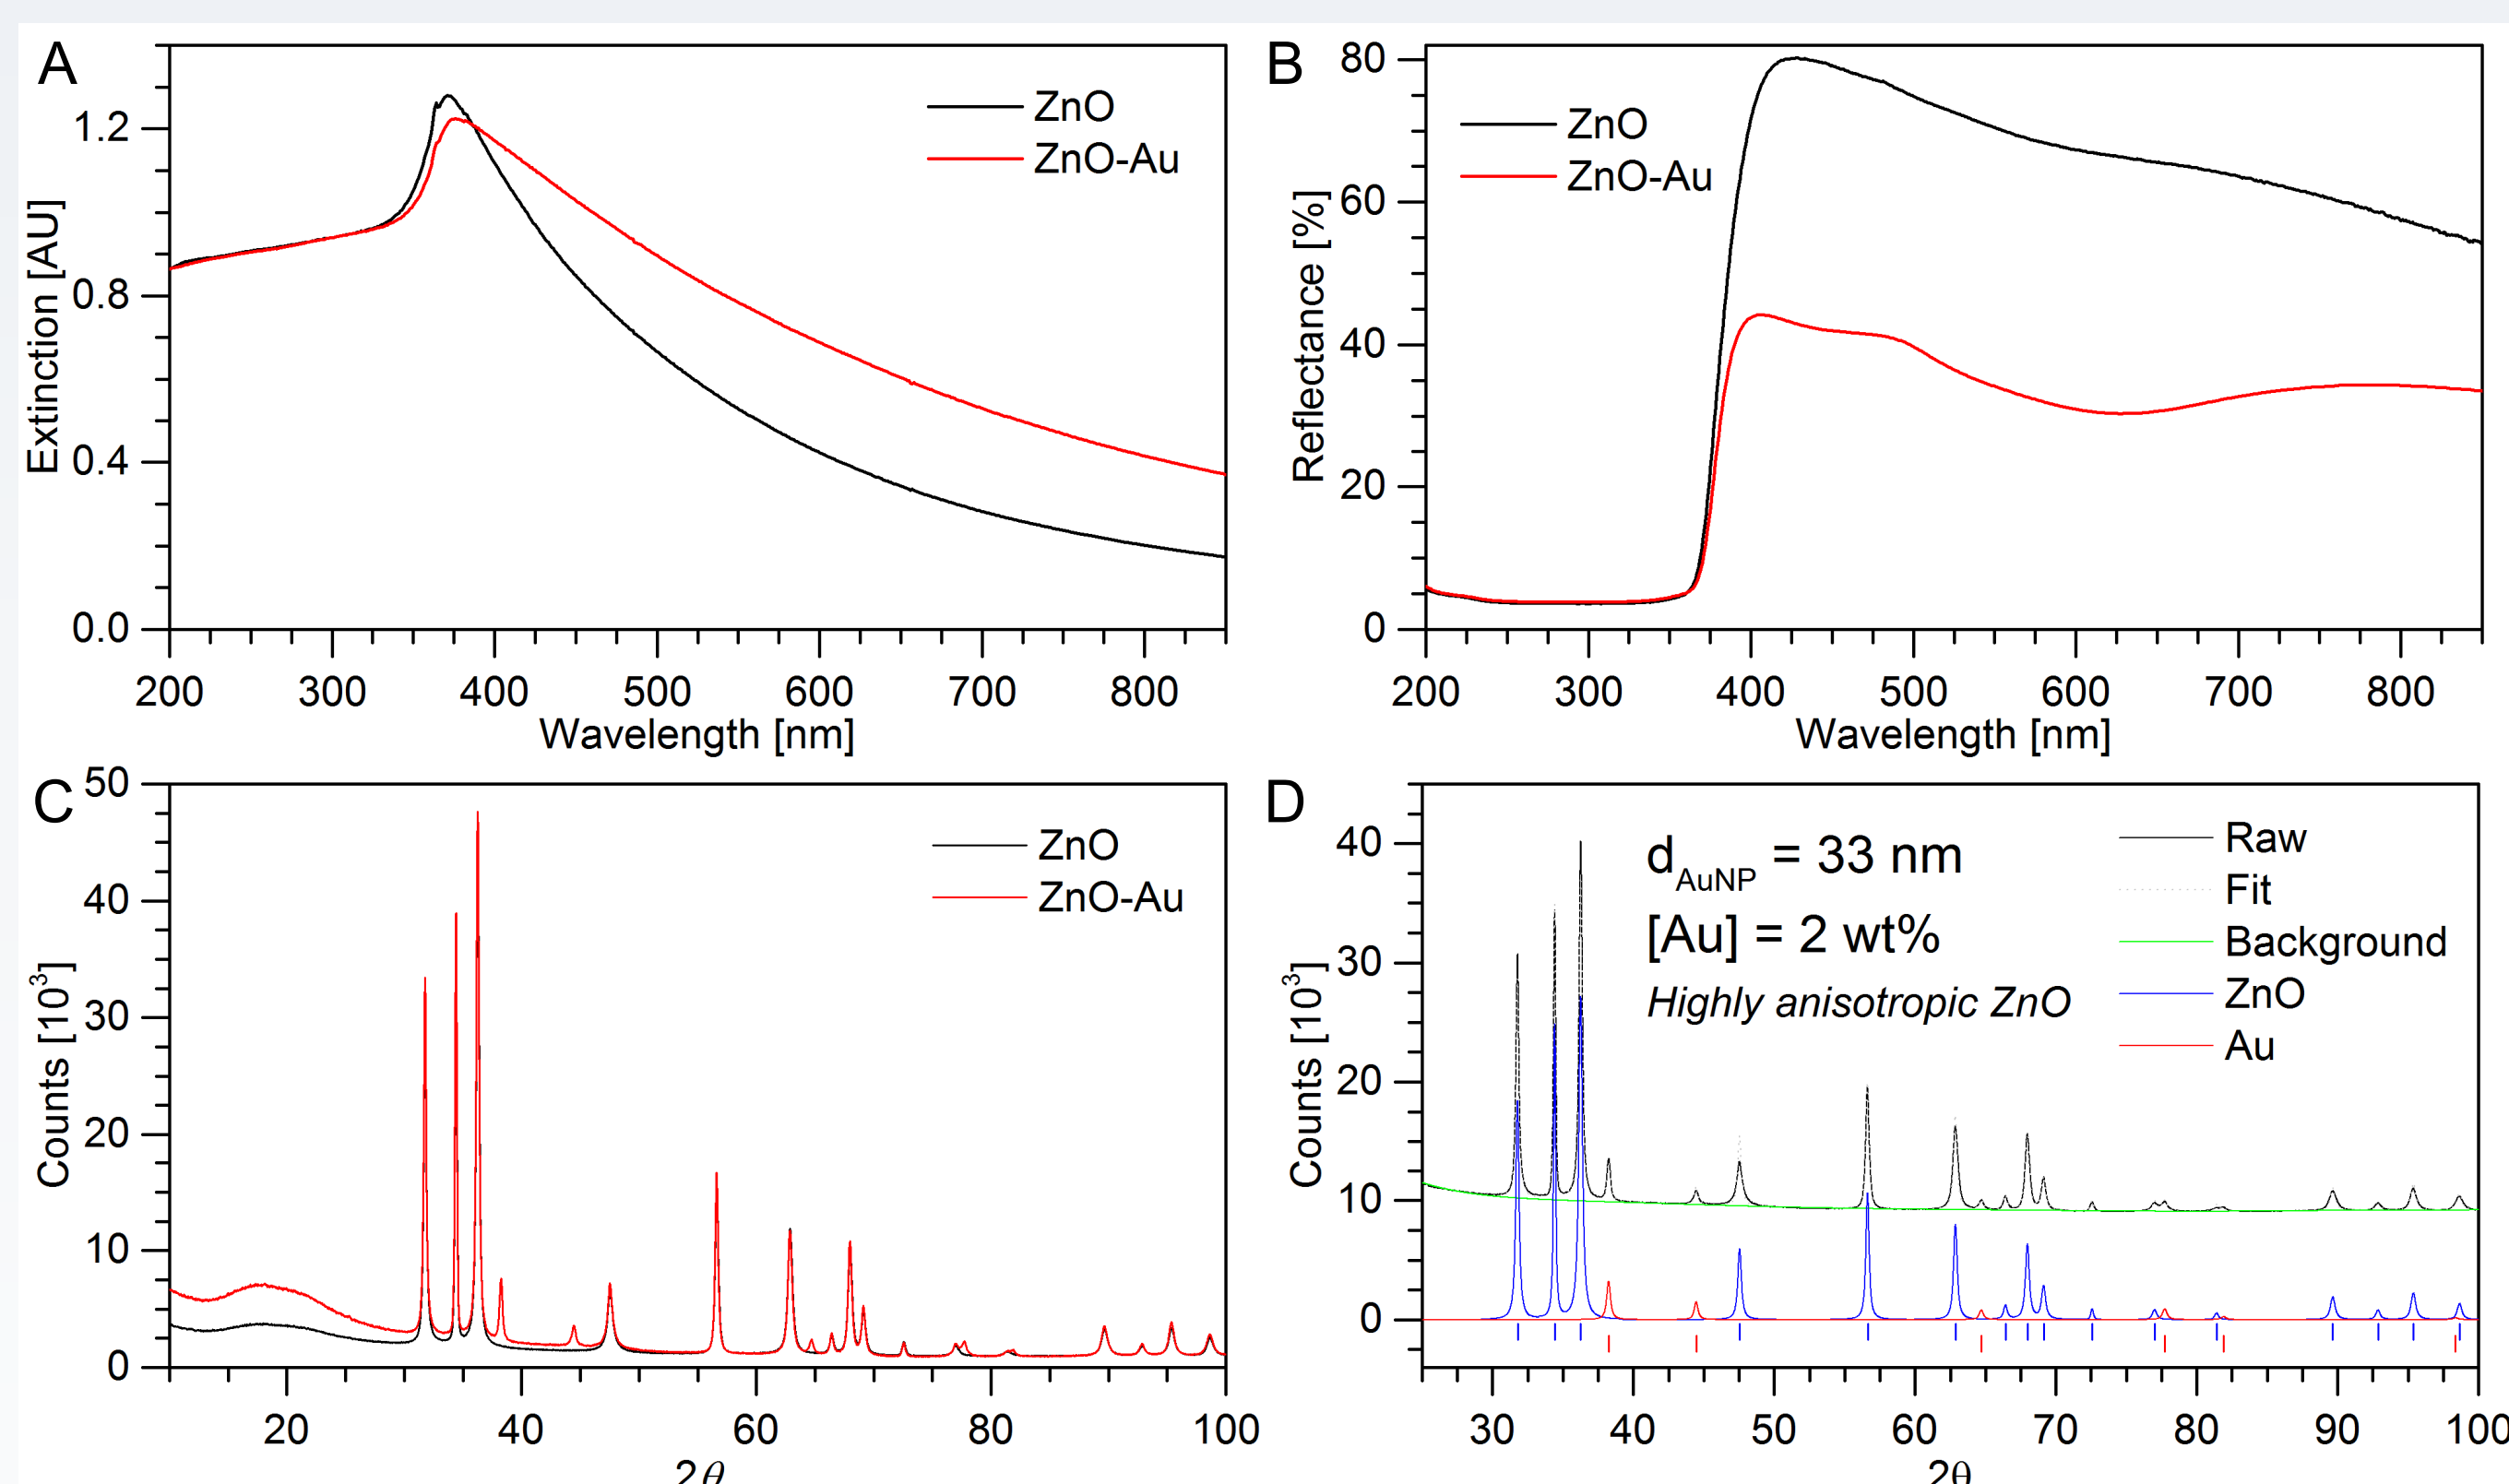 A
ZnO
ZnO-Au
Extinction [AU]
1.2
0.8
0.4
0.0
200 300 400 500 600 700 800
Wavelength [nm]
B
ZnO
ZnO-Au
Reflectance [%]
80
60
40
20
0
200 300 400 500 600 700 800
Wavelength [nm]
C
ZnO
ZnO-Au
Counts [10³]
50
40
30
20
10
0
20 40 60 80 100
2θ
D
d_AuNP = 33 nm
[Au] = 2 wt%
Highly anisotropic ZnO
Raw
Fit
Background
ZnO
Au
Counts [10³]
40
30
20
10
0
30 40 50 60 70 80 90 100
2θ